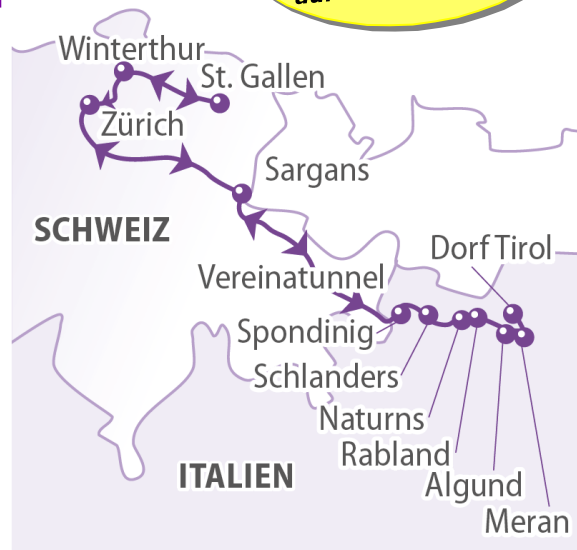 Winterthur
St. Gallen
Zürich
Sargans
SCHWEIZ
Dorf Tirol
Vereinatunnel
Spondinig
Schlanders
Naturns
Rabland
ITALIEN
Algund
Meran